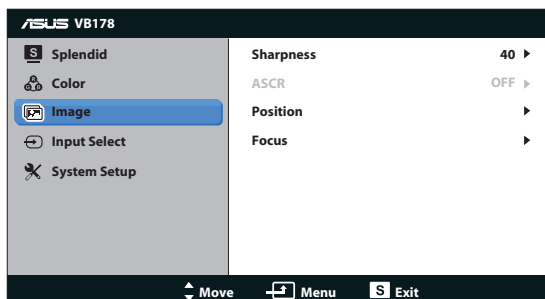 ASUS VB178
S Splendid
Color
Image
Input Select
System Setup
Sharpness 40
ASCR OFF
Position
Focus
Move Menu S Exit